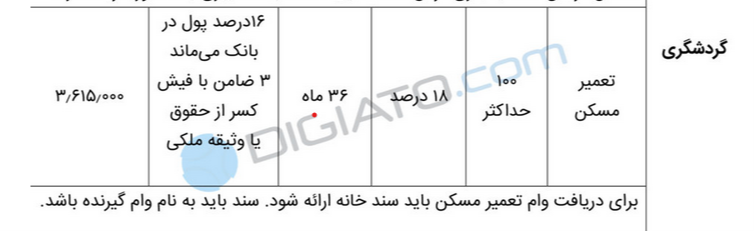 گردشگری
تعمیر
مسکن
۱۰۰
حداکثر
۱۸ درصد
۳۶ ماه
۱۶درصد پول در
بانک می‌ماند
۳ ضامن با فیش
کسر از حقوق
یا وثیقه ملکی
۳٫۶۱۵٫۰۰۰
DIGIATO.com
برای دریافت وام تعمیر مسکن باید سند خانه ارائه شود. سند باید به نام وام گیرنده باشد.